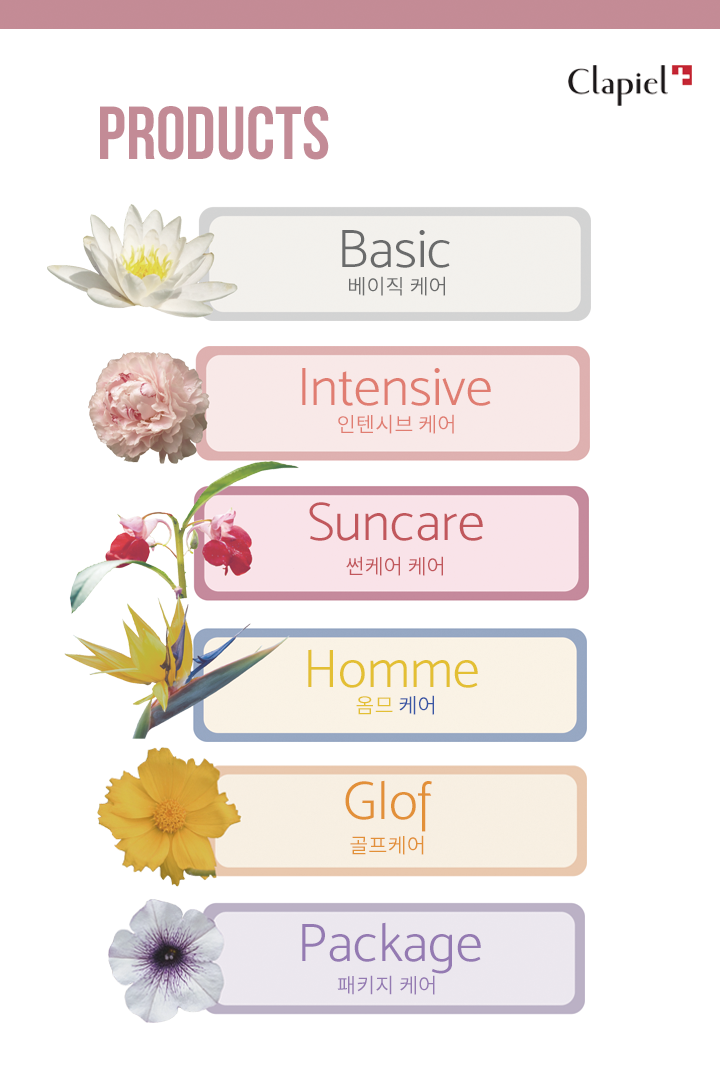 Clapiel
PRODUCTS
Basic
베이직 케어
Intensive
인텐시브 케어
Suncare
썬케어 케어
Homme
옴므 케어
Glof
골프케어
Package
패키지 케어